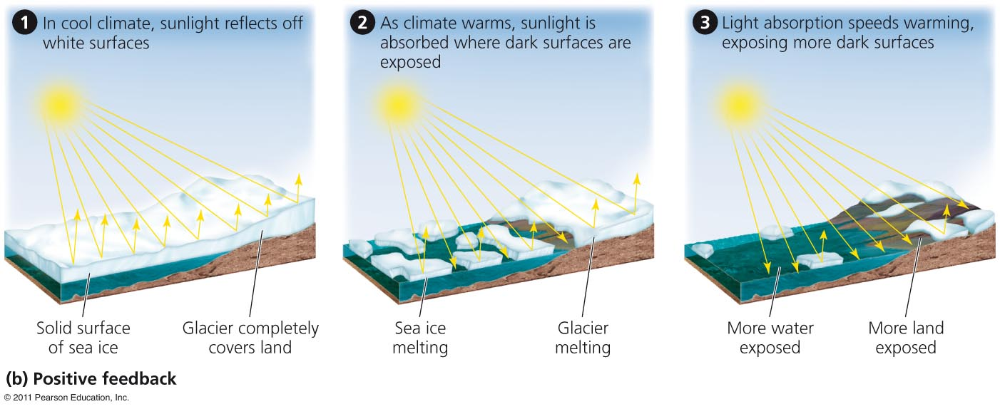 1 In cool climate, sunlight reflects off
white surfaces
2 As climate warms, sunlight is
absorbed where dark surfaces are
exposed
3 Light absorption speeds warming,
exposing more dark surfaces
Solid surface
of sea ice
Glacier completely
covers land
Sea ice
melting
Glacier
melting
More water
exposed
More land
exposed
(b) Positive feedback
© 2011 Pearson Education, Inc.